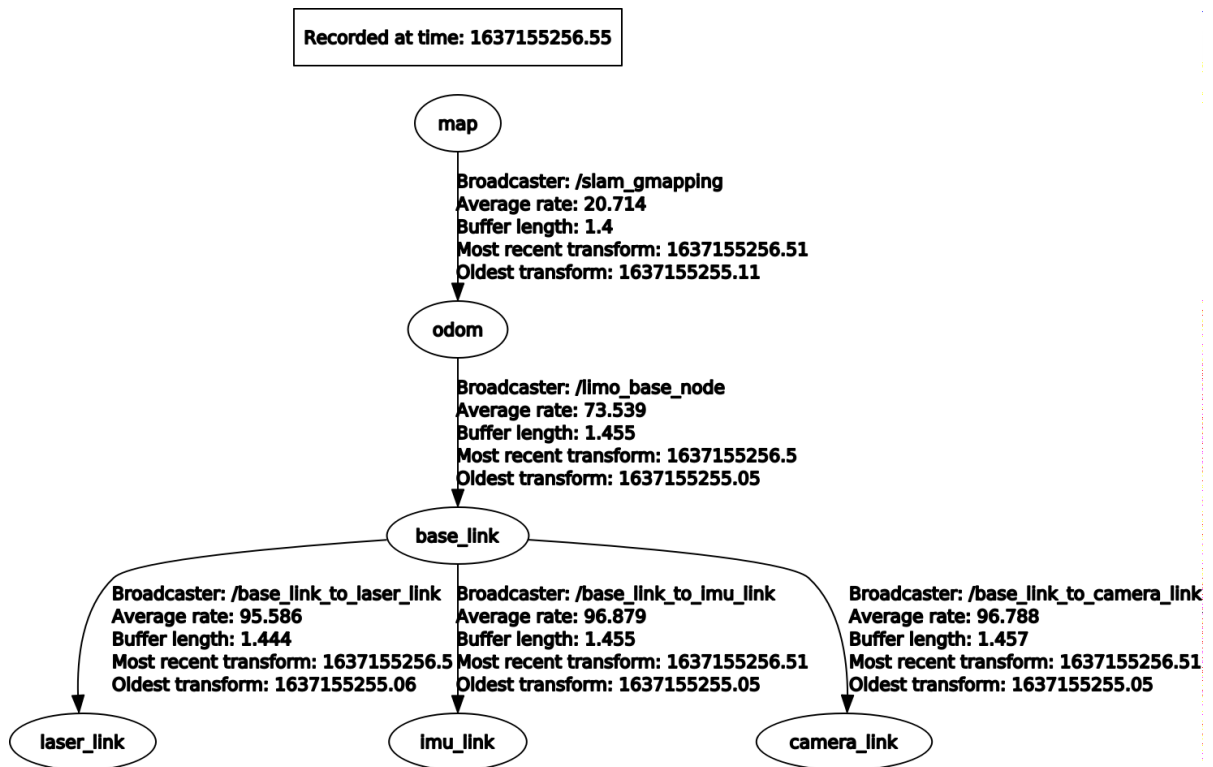 Recorded at time: 1637155256.55
map
Broadcaster: /slam_gmapping
Average rate: 20.714
Buffer length: 1.4
Most recent transform: 1637155256.51
Oldest transform: 1637155255.11
odom
Broadcaster: /limo_base_node
Average rate: 73.539
Buffer length: 1.455
Most recent transform: 1637155256.5
Oldest transform: 1637155255.05
base_link
Broadcaster: /base_link_to_laser_link
Average rate: 95.586
Buffer length: 1.444
Most recent transform: 1637155256.5
Oldest transform: 1637155255.06
Broadcaster: /base_link_to_imu_link
Average rate: 96.879
Buffer length: 1.455
Most recent transform: 1637155256.51
Oldest transform: 1637155255.05
Broadcaster: /base_link_to_camera_link
Average rate: 96.788
Buffer length: 1.457
Most recent transform: 1637155256.51
Oldest transform: 1637155255.05
laser_link
imu_link
camera_link